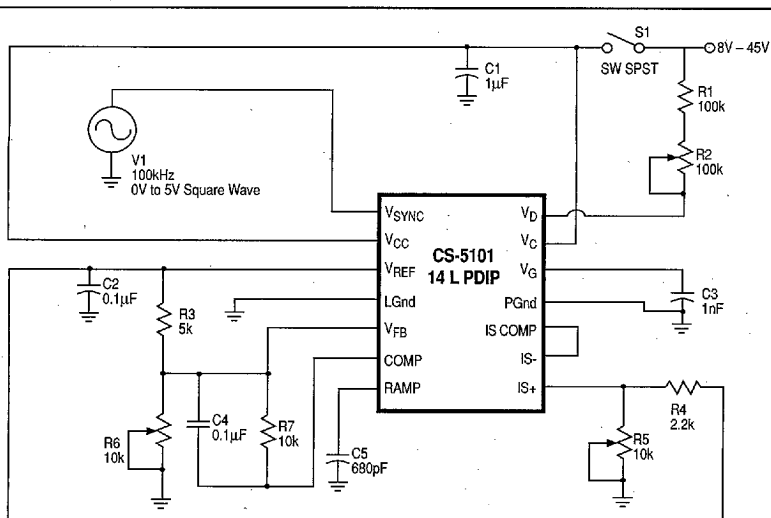 S1
8V – 45V
SW SPST
C1
1µF
R1
100k
R2
100k
V1
100kHz
0V to 5V Square Wave
VSYNC
VD
VCC
VC
CS-5101
14 L PDIP
VREF
VG
C2
0.1µF
C3
1nF
LGnd
PGnd
R3
5k
VFB
IS COMP
COMP
IS-
RAMP
IS+
R4
2.2k
C4
0.1µF
R7
10k
R6
10k
R5
10k
C5
680pF